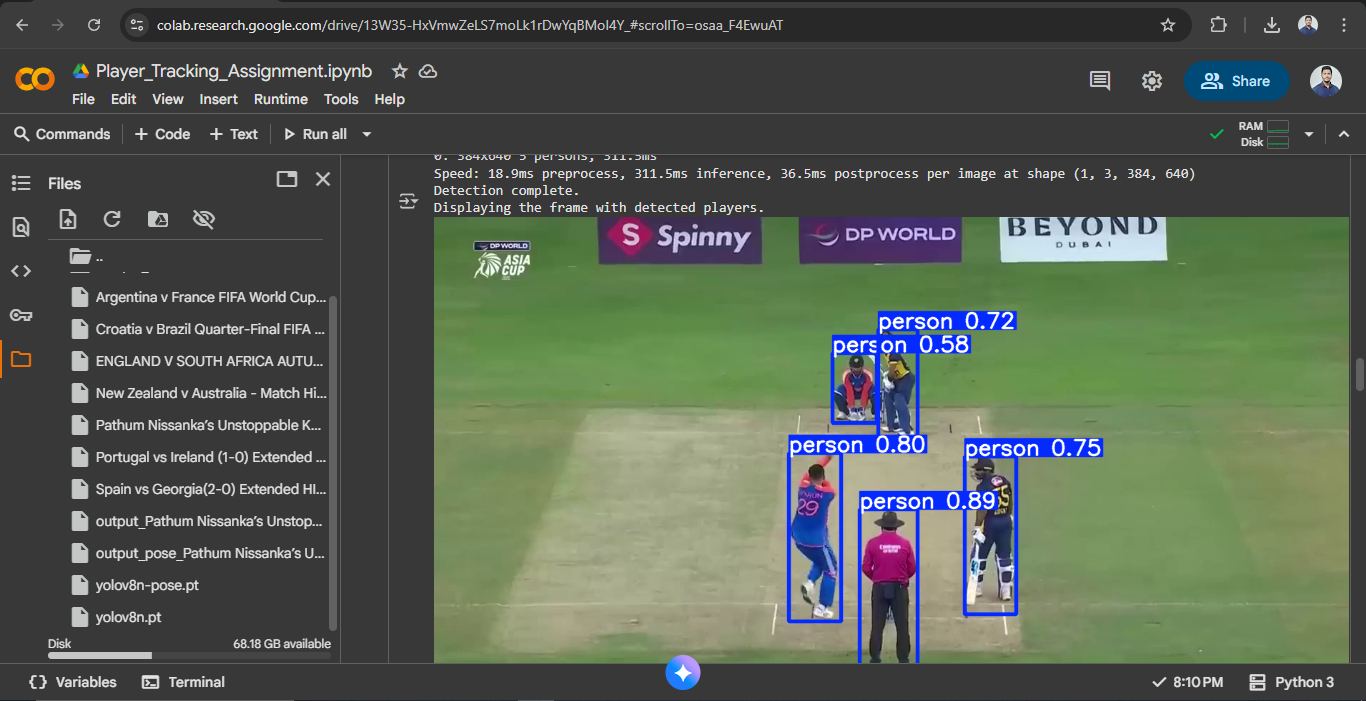 colab.research.google.com/drive/13W35-HxVmwZeLS7moLk1rDwYqBMoI4Y_#scrollTo=osaa_F4EwuAT
Player_Tracking_Assignment.ipynb
File Edit View Insert Runtime Tools Help
Share
Commands + Code + Text Run all
RAM
Disk
Files
..
Argentina v France FIFA World Cup...
Croatia v Brazil Quarter-Final FIFA ...
ENGLAND V SOUTH AFRICA AUTU...
New Zealand v Australia - Match Hi...
Pathum Nissanka's Unstoppable K...
Portugal vs Ireland (1-0) Extended ...
Spain vs Georgia(2-0) Extended HI...
output_Pathum Nissanka's Unstop...
output_pose_Pathum Nissanka's U...
yolov8n-pose.pt
yolov8n.pt
Disk 68.18 GB available
0: 384x640 5 persons, 311.5ms
Speed: 18.9ms preprocess, 311.5ms inference, 36.5ms postprocess per image at shape (1, 3, 384, 640)
Detection complete.
Displaying the frame with detected players.
DP WORLD
ASIA
CUP
S Spinny
DP WORLD
BEYOND
DUBAI
person 0.72
person 0.58
person 0.80
person 0.75
person 0.89
29
Variables Terminal
8:10 PM Python 3